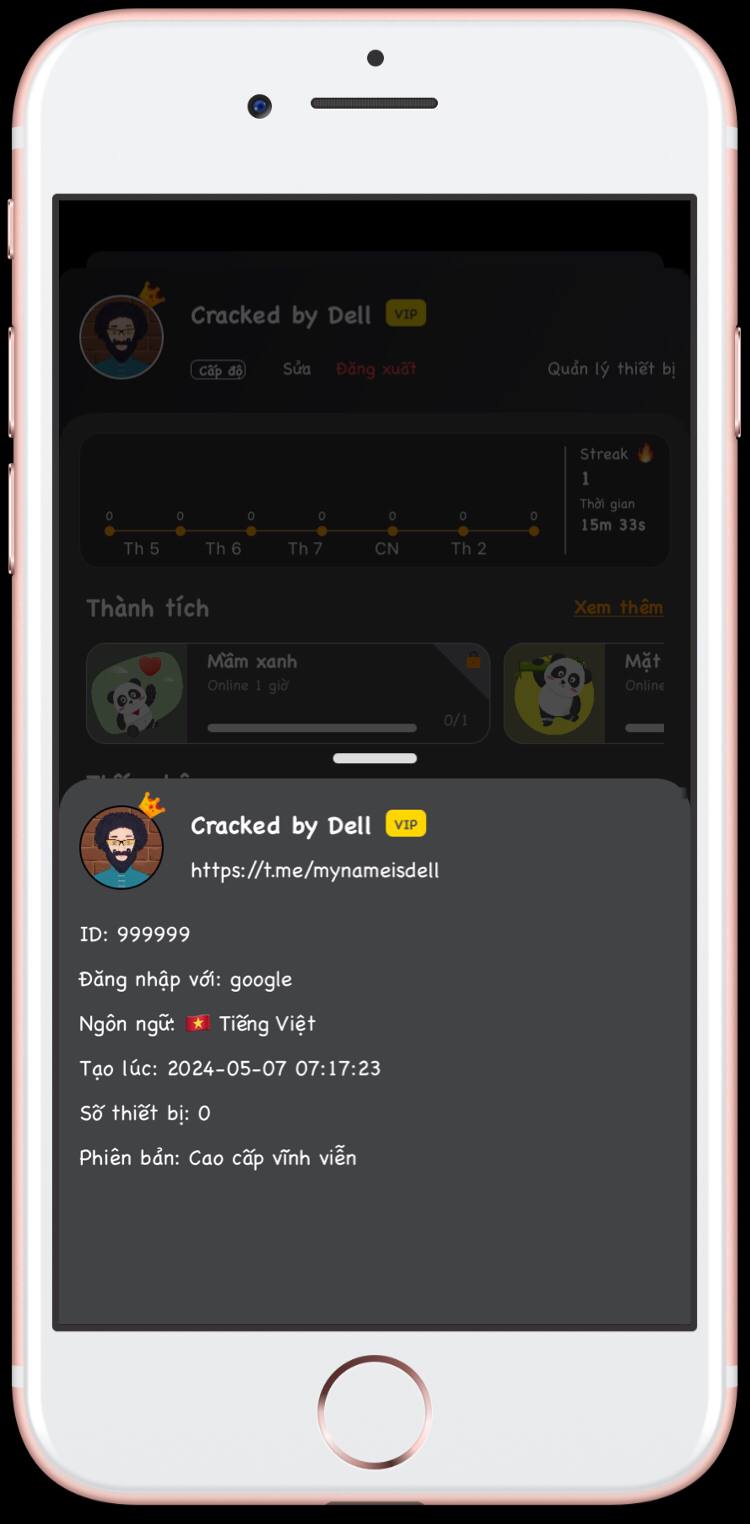 Cracked by Dell VIP
Cấp độ Sửa Đăng xuất Quản lý thiết bị
Streak 🔥
1
Thời gian
15m 33s
0 0 0 0 0 0 0
Th 5 Th 6 Th 7 CN Th 2
Thành tích Xem thêm
Mầm xanh
Online 1 giờ
0/1
Mặt
Online
Cracked by Dell VIP
https://t.me/mynameisdell
ID: 999999
Đăng nhập với: google
Ngôn ngữ: 🇻🇳 Tiếng Việt
Tạo lúc: 2024-05-07 07:17:23
Số thiết bị: 0
Phiên bản: Cao cấp vĩnh viễn